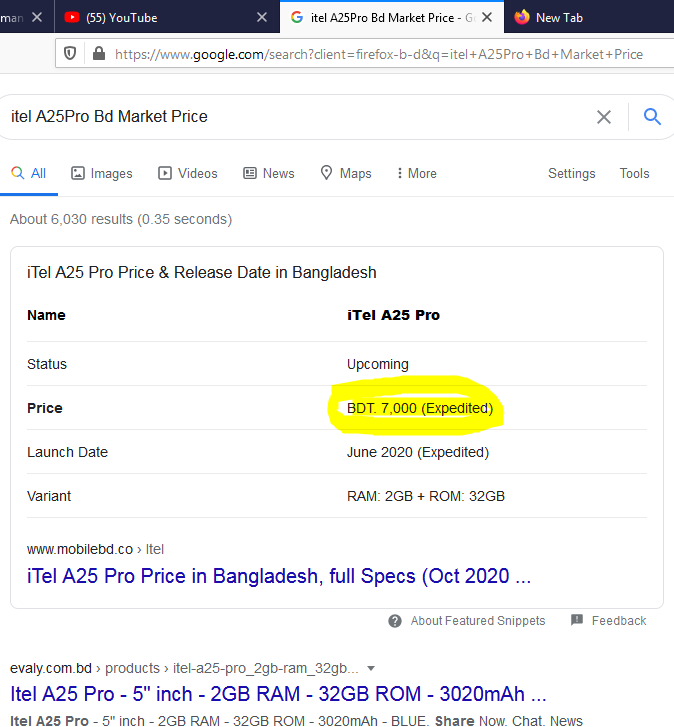 man
(55) YouTube
itel A25Pro Bd Market Price - G
New Tab
https://www.google.com/search?client=firefox-b-d&q=itel+A25Pro+Bd+Market+Price
itel A25Pro Bd Market Price
All Images Videos News Maps More Settings Tools
About 6,030 results (0.35 seconds)
iTel A25 Pro Price & Release Date in Bangladesh
Name iTel A25 Pro
Status Upcoming
Price BDT. 7,000 (Expedited)
Launch Date June 2020 (Expedited)
Variant RAM: 2GB + ROM: 32GB
www.mobilebd.co › Itel
iTel A25 Pro Price in Bangladesh, full Specs (Oct 2020 ...
About Featured Snippets Feedback
evaly.com.bd › products › itel-a25-pro_2gb-ram_32gb...
Itel A25 Pro - 5" inch - 2GB RAM - 32GB ROM - 3020mAh ...
Itel A25 Pro - 5" inch - 2GB RAM - 32GB ROM - 3020mAh - BLUE. Share Now. Chat. News